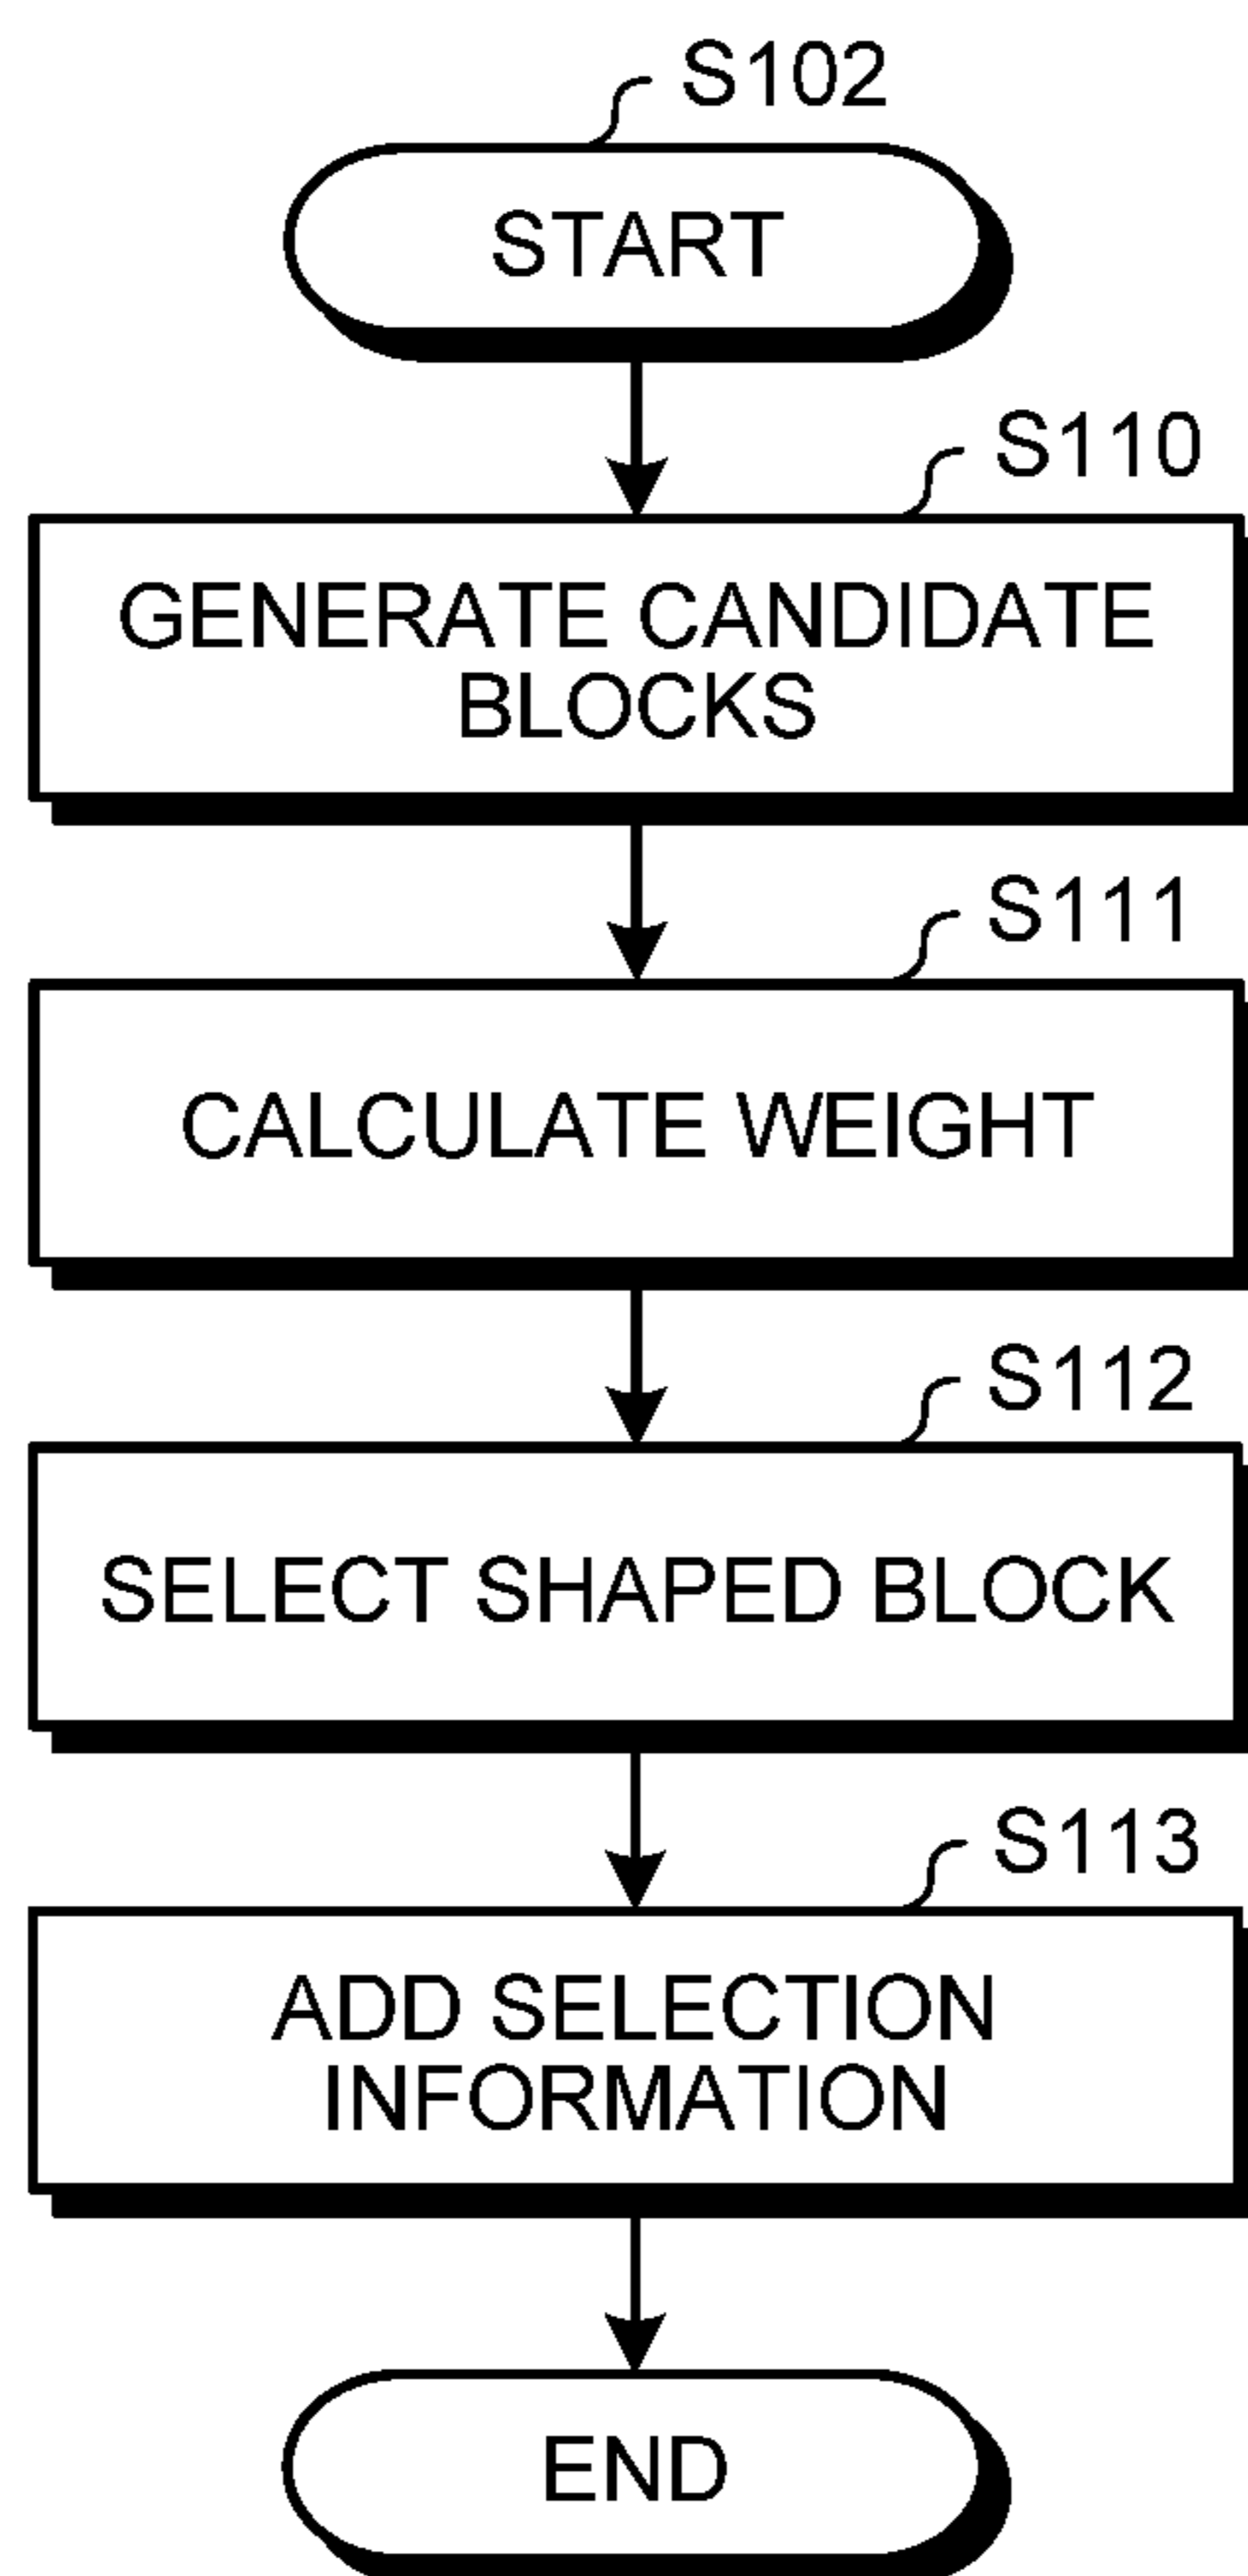 S102
START
S110
GENERATE CANDIDATE
BLOCKS
S111
CALCULATE WEIGHT
S112
SELECT SHAPED BLOCK
S113
ADD SELECTION
INFORMATION
END